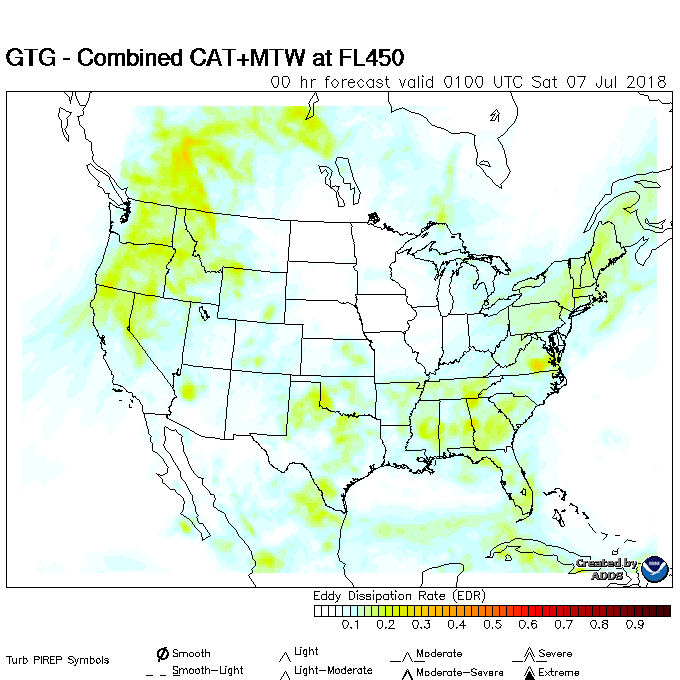 GTG - Combined CAT+MTW at FL450
00 hr forecast valid 0100 UTC Sat 07 Jul 2018
Created by
ADDS
Eddy Dissipation Rate (EDR)
0.1 0.2 0.3 0.4 0.5 0.6 0.7 0.8 0.9
Turb PIREP Symbols
Smooth Light Moderate Severe
Smooth-Light Light-Moderate Moderate-Severe Extreme